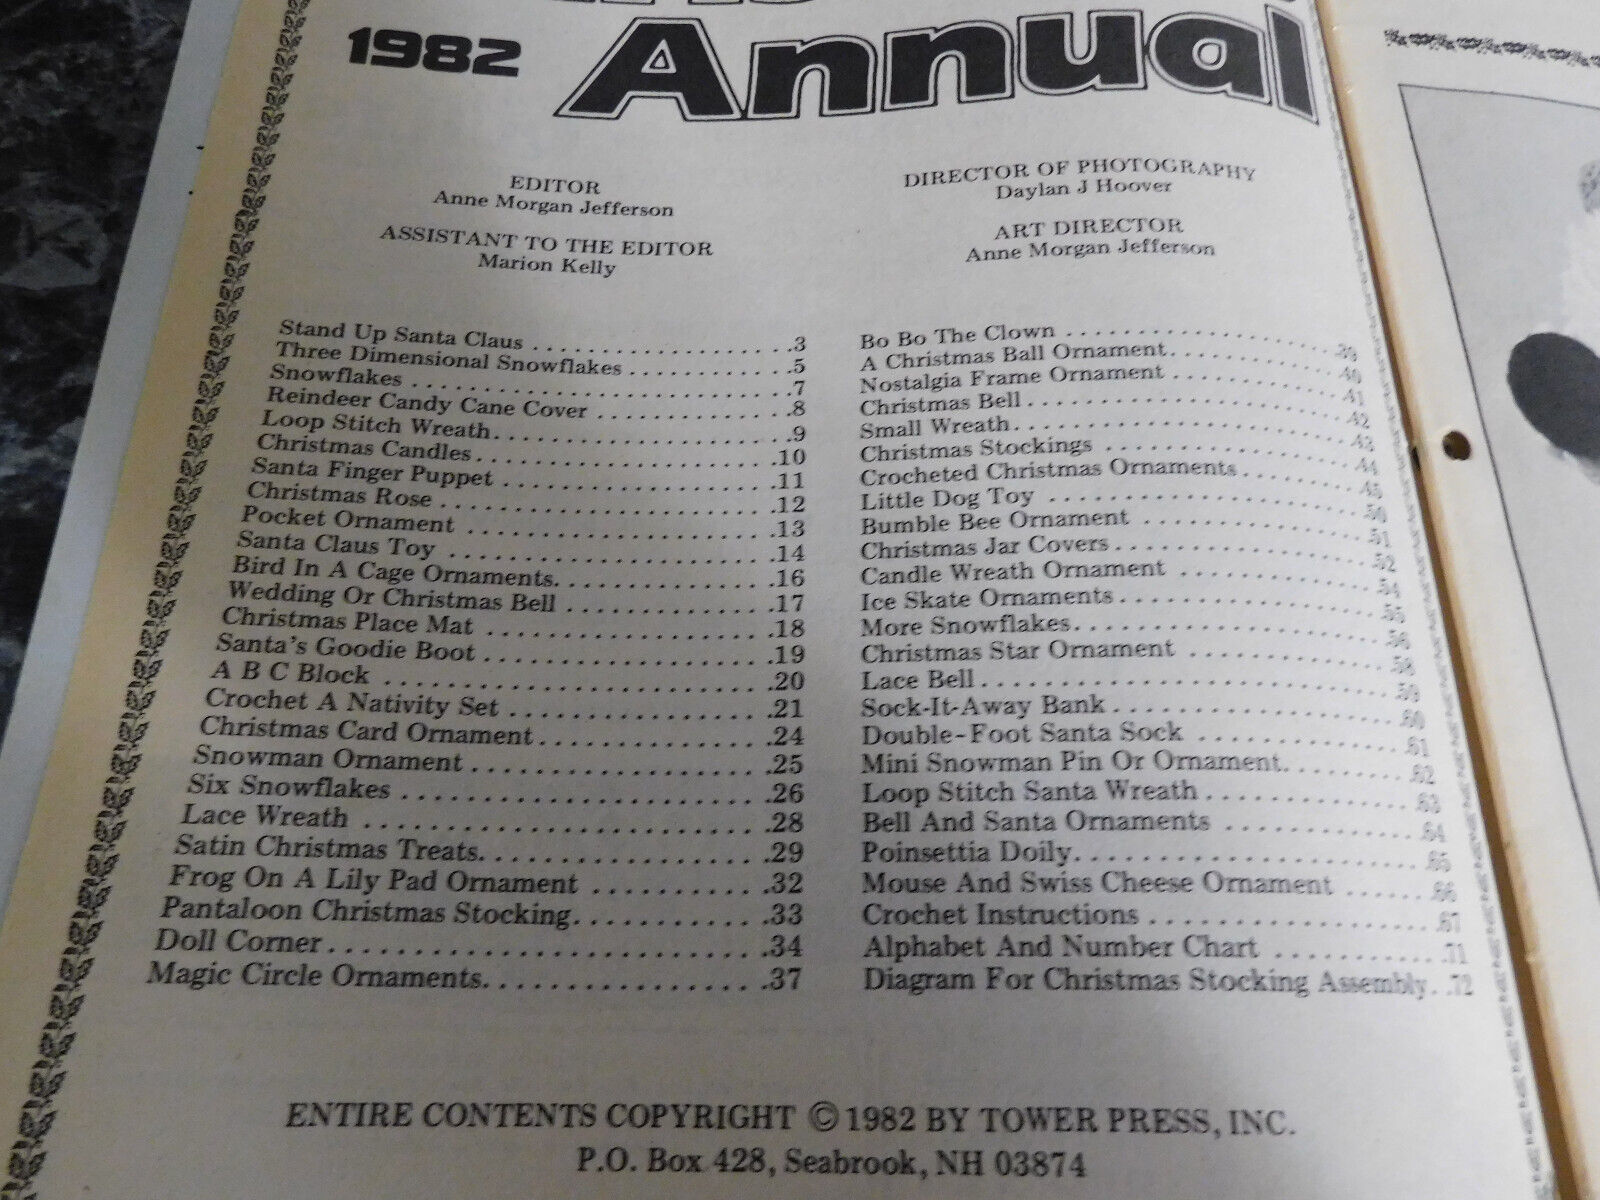 1982 Annual
EDITOR
Anne Morgan Jefferson
ASSISTANT TO THE EDITOR
Marion Kelly
DIRECTOR OF PHOTOGRAPHY
Daylan J Hoover
ART DIRECTOR
Anne Morgan Jefferson
Stand Up Santa Claus . . . . . . . . . . . . . . . . . . . .3
Three Dimensional Snowflakes . . . . . . . . . . . .5
Snowflakes . . . . . . . . . . . . . . . . . . . . . . . . . . . .7
Reindeer Candy Cane Cover . . . . . . . . . . . . . .8
Loop Stitch Wreath. . . . . . . . . . . . . . . . . . . . . .9
Christmas Candles. . . . . . . . . . . . . . . . . . . . . .10
Santa Finger Puppet . . . . . . . . . . . . . . . . . . . .11
Christmas Rose . . . . . . . . . . . . . . . . . . . . . . . .12
Pocket Ornament . . . . . . . . . . . . . . . . . . . . . .13
Santa Claus Toy . . . . . . . . . . . . . . . . . . . . . . .14
Bird In A Cage Ornaments. . . . . . . . . . . . . . .16
Wedding Or Christmas Bell . . . . . . . . . . . . . .17
Christmas Place Mat . . . . . . . . . . . . . . . . . . .18
Santa's Goodie Boot . . . . . . . . . . . . . . . . . . .19
A B C Block . . . . . . . . . . . . . . . . . . . . . . . . . .20
Crochet A Nativity Set . . . . . . . . . . . . . . . . .21
Christmas Card Ornament. . . . . . . . . . . . . . .24
Snowman Ornament . . . . . . . . . . . . . . . . . . .25
Six Snowflakes . . . . . . . . . . . . . . . . . . . . . . .26
Lace Wreath . . . . . . . . . . . . . . . . . . . . . . . . .28
Satin Christmas Treats. . . . . . . . . . . . . . . . . .29
Frog On A Lily Pad Ornament . . . . . . . . . . .32
Pantaloon Christmas Stocking. . . . . . . . . . . .33
Doll Corner. . . . . . . . . . . . . . . . . . . . . . . . . . .34
Magic Circle Ornaments. . . . . . . . . . . . . . . . .37
Bo Bo The Clown . . . . . . . . . . . . . . . . . . . . .39
A Christmas Ball Ornament. . . . . . . . . . . . . .40
Nostalgia Frame Ornament . . . . . . . . . . . . . .41
Christmas Bell . . . . . . . . . . . . . . . . . . . . . . . .42
Small Wreath. . . . . . . . . . . . . . . . . . . . . . . . .43
Christmas Stockings . . . . . . . . . . . . . . . . . . .44
Crocheted Christmas Ornaments. . . . . . . . . .45
Little Dog Toy . . . . . . . . . . . . . . . . . . . . . . . .50
Bumble Bee Ornament . . . . . . . . . . . . . . . . .51
Christmas Jar Covers. . . . . . . . . . . . . . . . . . .52
Candle Wreath Ornament . . . . . . . . . . . . . . .54
Ice Skate Ornaments . . . . . . . . . . . . . . . . . . .55
More Snowflakes. . . . . . . . . . . . . . . . . . . . . .56
Christmas Star Ornament . . . . . . . . . . . . . . .58
Lace Bell. . . . . . . . . . . . . . . . . . . . . . . . . . . . .59
Sock-It-Away Bank . . . . . . . . . . . . . . . . . . . .60
Double-Foot Santa Sock . . . . . . . . . . . . . . . .61
Mini Snowman Pin Or Ornament. . . . . . . . . .62
Loop Stitch Santa Wreath . . . . . . . . . . . . . . .63
Bell And Santa Ornaments . . . . . . . . . . . . . .64
Poinsettia Doily. . . . . . . . . . . . . . . . . . . . . . . .65
Mouse And Swiss Cheese Ornament . . . . . . .66
Crochet Instructions . . . . . . . . . . . . . . . . . . .67
Alphabet And Number Chart . . . . . . . . . . . .71
Diagram For Christmas Stocking Assembly. . .72
ENTIRE CONTENTS COPYRIGHT © 1982 BY TOWER PRESS, INC.
P.O. Box 428, Seabrook, NH 03874